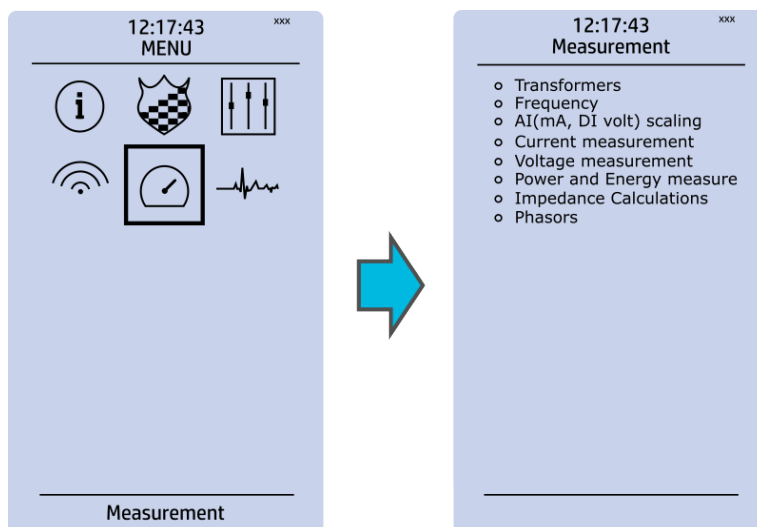 12:17:43
xxx
MENU
i
Measurement
12:17:43
xxx
Measurement
Transformers
Frequency
AI(mA, DI volt) scaling
Current measurement
Voltage measurement
Power and Energy measure
Impedance Calculations
Phasors